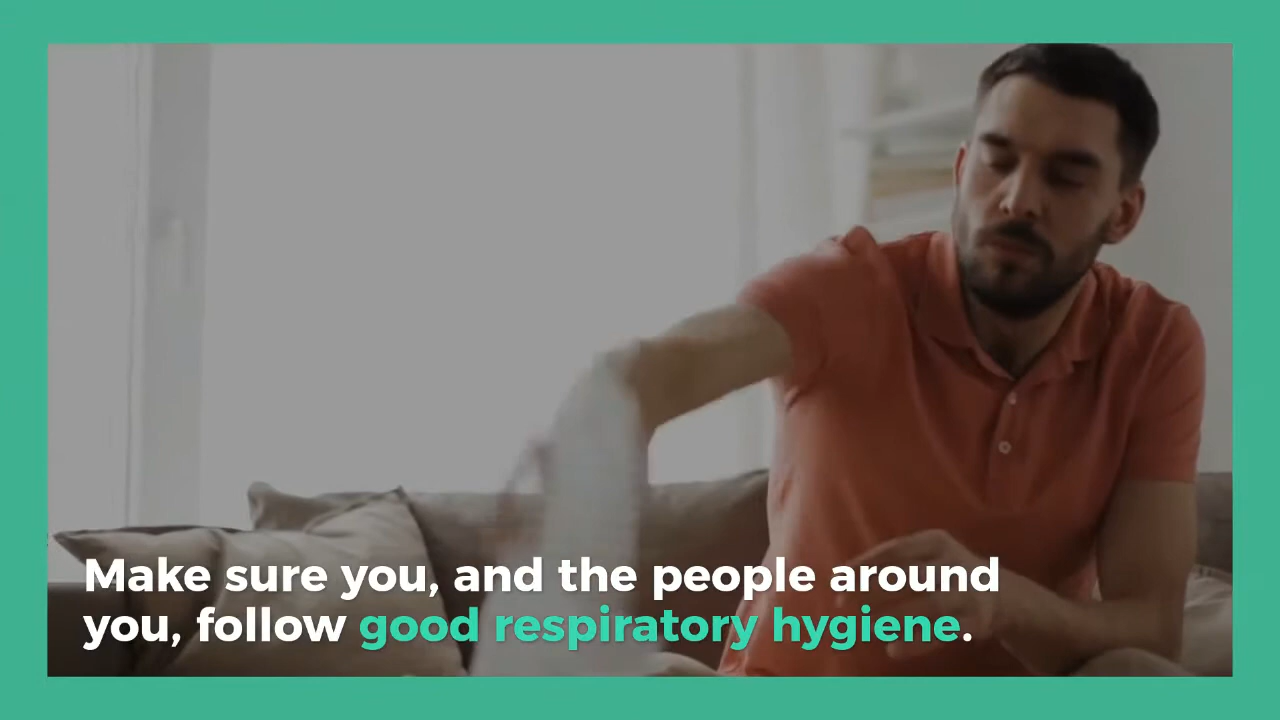 Make sure you, and the people around
you, follow good respiratory hygiene.